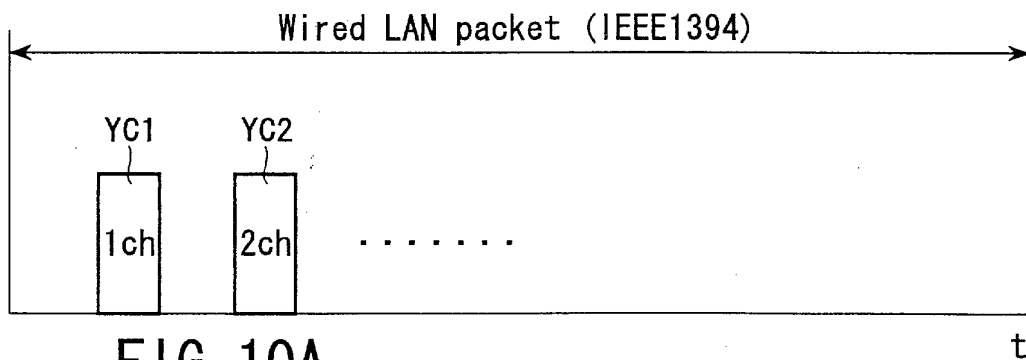 Wired LAN packet (IEEE1394)
YC1 YC2
1ch 2ch .......
t
FIG.10A